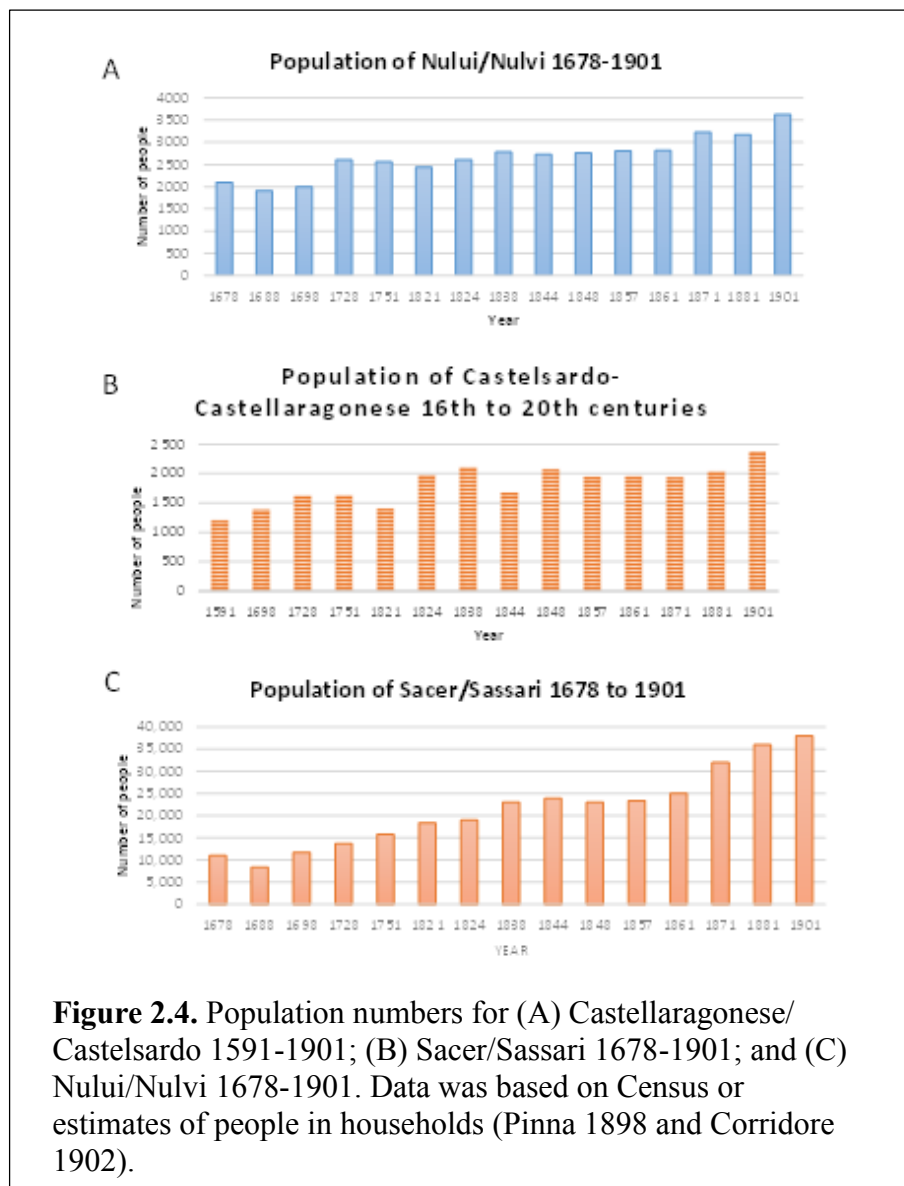 A
Population of Nului/Nulvi 1678-1901
Number of people
4000
3500
3000
2500
2000
1500
1000
500
0
1678 1688 1698 1728 1751 1821 1824 1838 1844 1848 1857 1861 1871 1881 1901
Year
B
Population of Castelsardo-
Castellaragonese 16th to 20th centuries
Number of people
2 500
2 000
1 500
1 000
500
0
1591 1698 1728 1751 1821 1824 1838 1844 1848 1857 1861 1871 1881 1901
Year
C
Population of Sacer/Sassari 1678 to 1901
Number of people
40,000
35,000
30,000
25,000
20,000
15,000
10,000
5,000
0
1678 1688 1698 1728 1751 1821 1824 1838 1844 1848 1857 1861 1871 1881 1901
YEAR
Figure 2.4. Population numbers for (A) Castellaragonese/
Castelsardo 1591-1901; (B) Sacer/Sassari 1678-1901; and (C)
Nului/Nulvi 1678-1901. Data was based on Census or
estimates of people in households (Pinna 1898 and Corridore
1902).